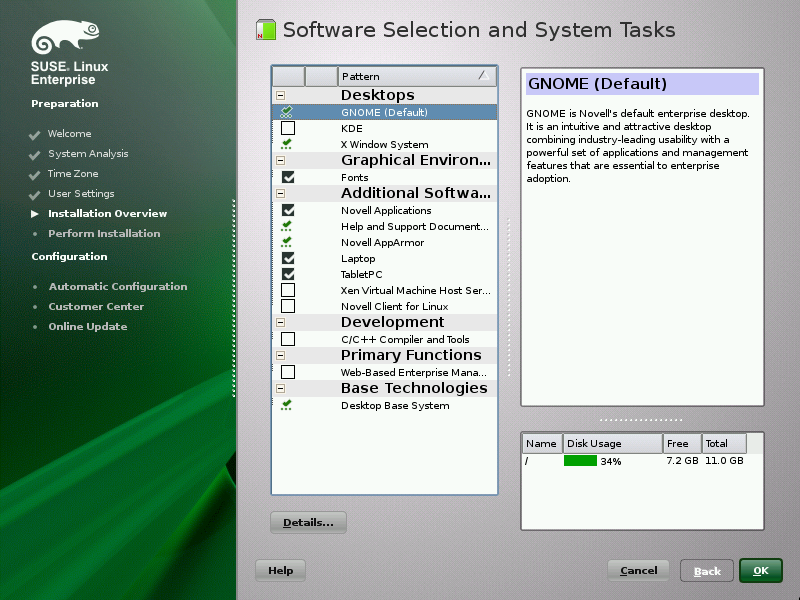 SUSE. Linux
Enterprise
Preparation
Welcome
System Analysis
Time Zone
User Settings
Installation Overview
Perform Installation
Configuration
Automatic Configuration
Customer Center
Online Update
Software Selection and System Tasks
Pattern
Desktops
GNOME (Default)
KDE
X Window System
Graphical Environ...
Fonts
Additional Softwa...
Novell Applications
Help and Support Document...
Novell AppArmor
Laptop
TabletPC
Xen Virtual Machine Host Ser...
Novell Client for Linux
Development
C/C++ Compiler and Tools
Primary Functions
Web-Based Enterprise Mana...
Base Technologies
Desktop Base System
Details...
GNOME (Default)
GNOME is Novell's default enterprise desktop.
It is an intuitive and attractive desktop
combining industry-leading usability with a
powerful set of applications and management
features that are essential to enterprise
adoption.
Name Disk Usage Free Total
/ 34% 7.2 GB 11.0 GB
Help Cancel Back OK